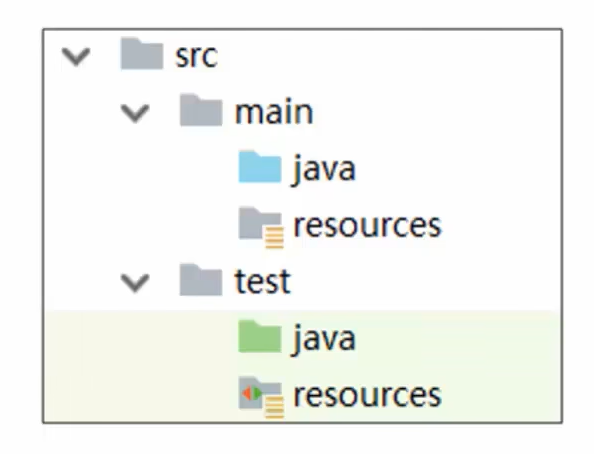 src
main
java
resources
test
java
resources